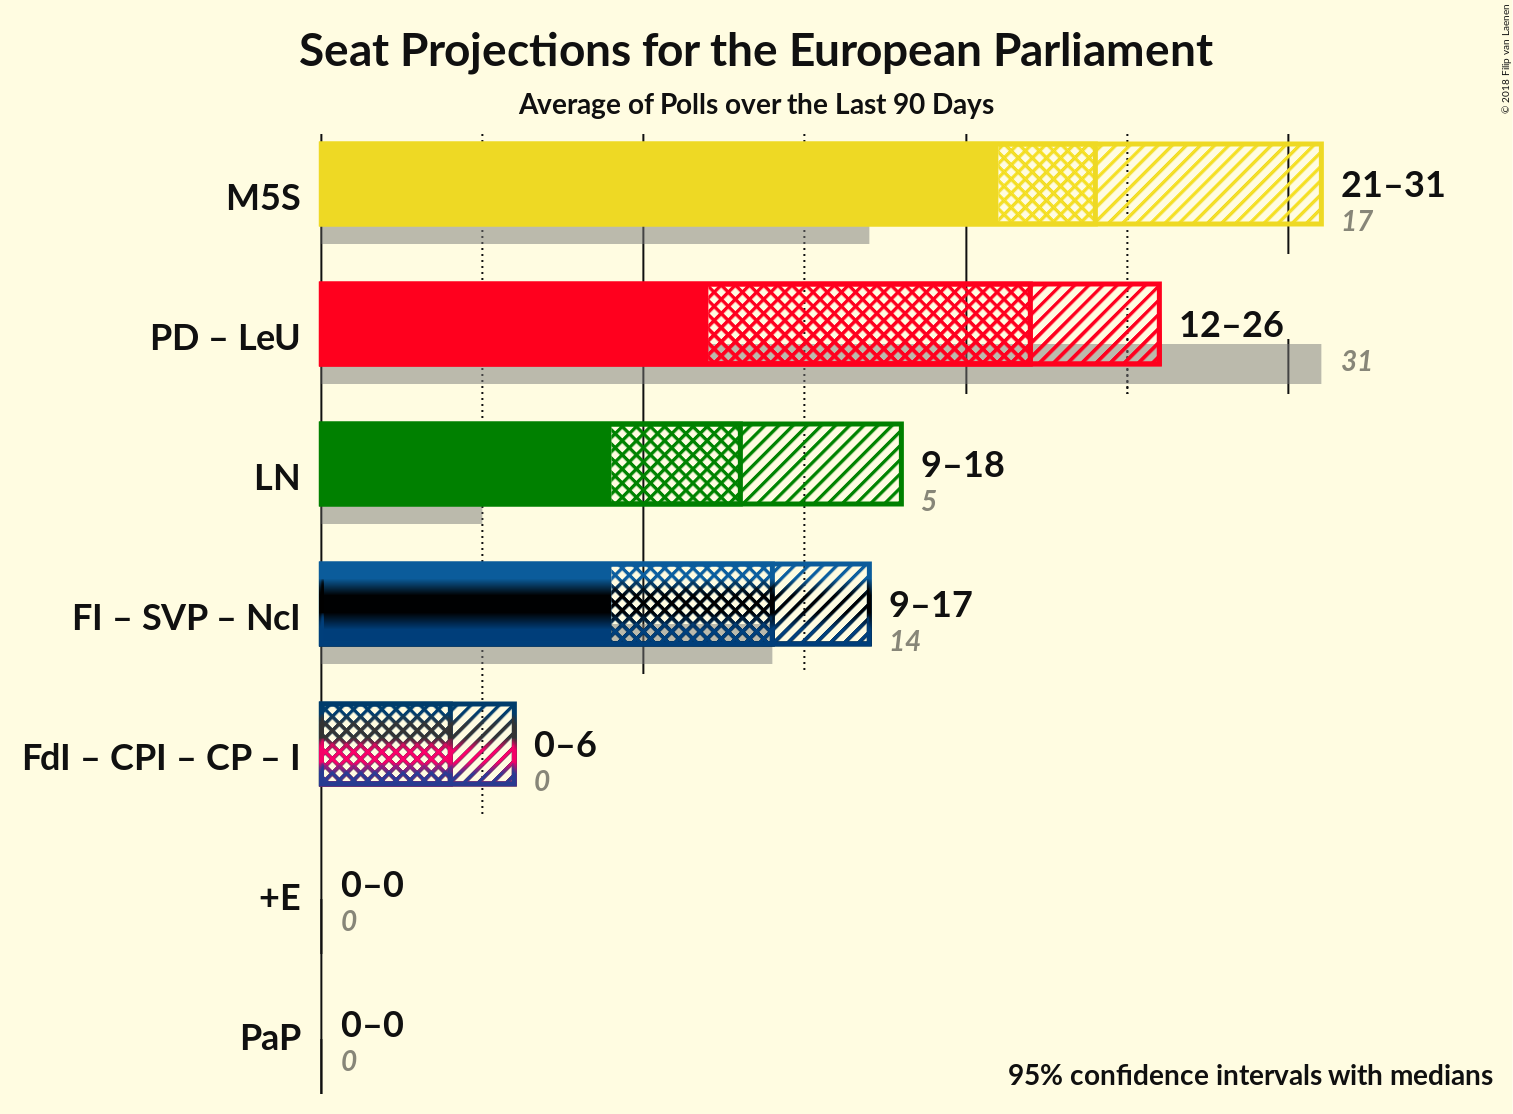 Seat Projections for the European Parliament
Average of Polls over the Last 90 Days
© 2018 Filip van Laenen
M5S
21–31
17
PD – LeU
12–26
31
LN
9–18
5
FI – SVP – NcI
9–17
14
FdI – CPI – CP – I
0–6
0
+E
0–0
0
PaP
0–0
0
95% confidence intervals with medians